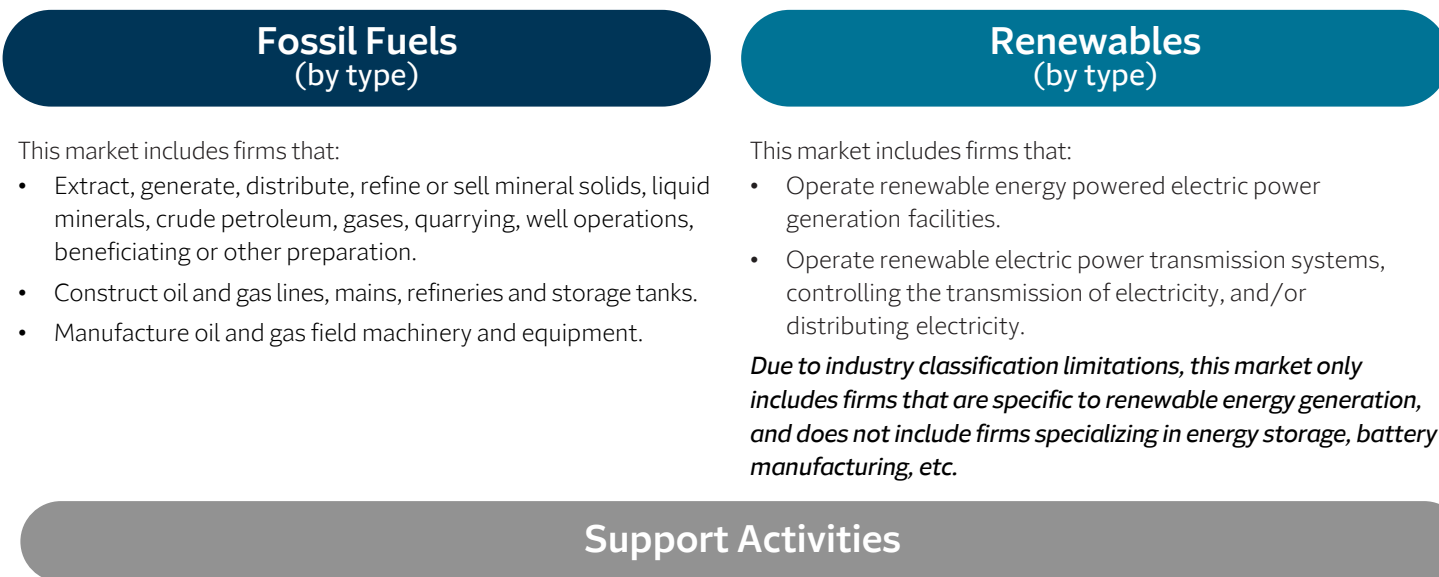 Fossil Fuels
(by type)
This market includes firms that:
• Extract, generate, distribute, refine or sell mineral solids, liquid
minerals, crude petroleum, gases, quarrying, well operations,
beneficiating or other preparation.
• Construct oil and gas lines, mains, refineries and storage tanks.
• Manufacture oil and gas field machinery and equipment.
Renewables
(by type)
This market includes firms that:
• Operate renewable energy powered electric power
generation facilities.
• Operate renewable electric power transmission systems,
controlling the transmission of electricity, and/or
distributing electricity.
Due to industry classification limitations, this market only
includes firms that are specific to renewable energy generation,
and does not include firms specializing in energy storage, battery
manufacturing, etc.
Support Activities